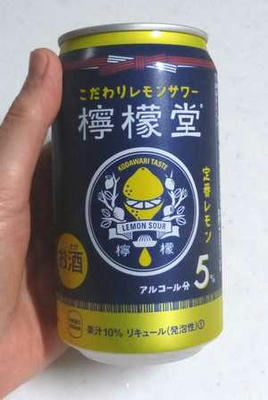 こだわりレモンサワー
檸檬堂
KODAWARI TASTE
LEMON SOUR
檸檬
定番レモン
お酒
アルコール分 5%
果汁10% リキュール(発泡性)①